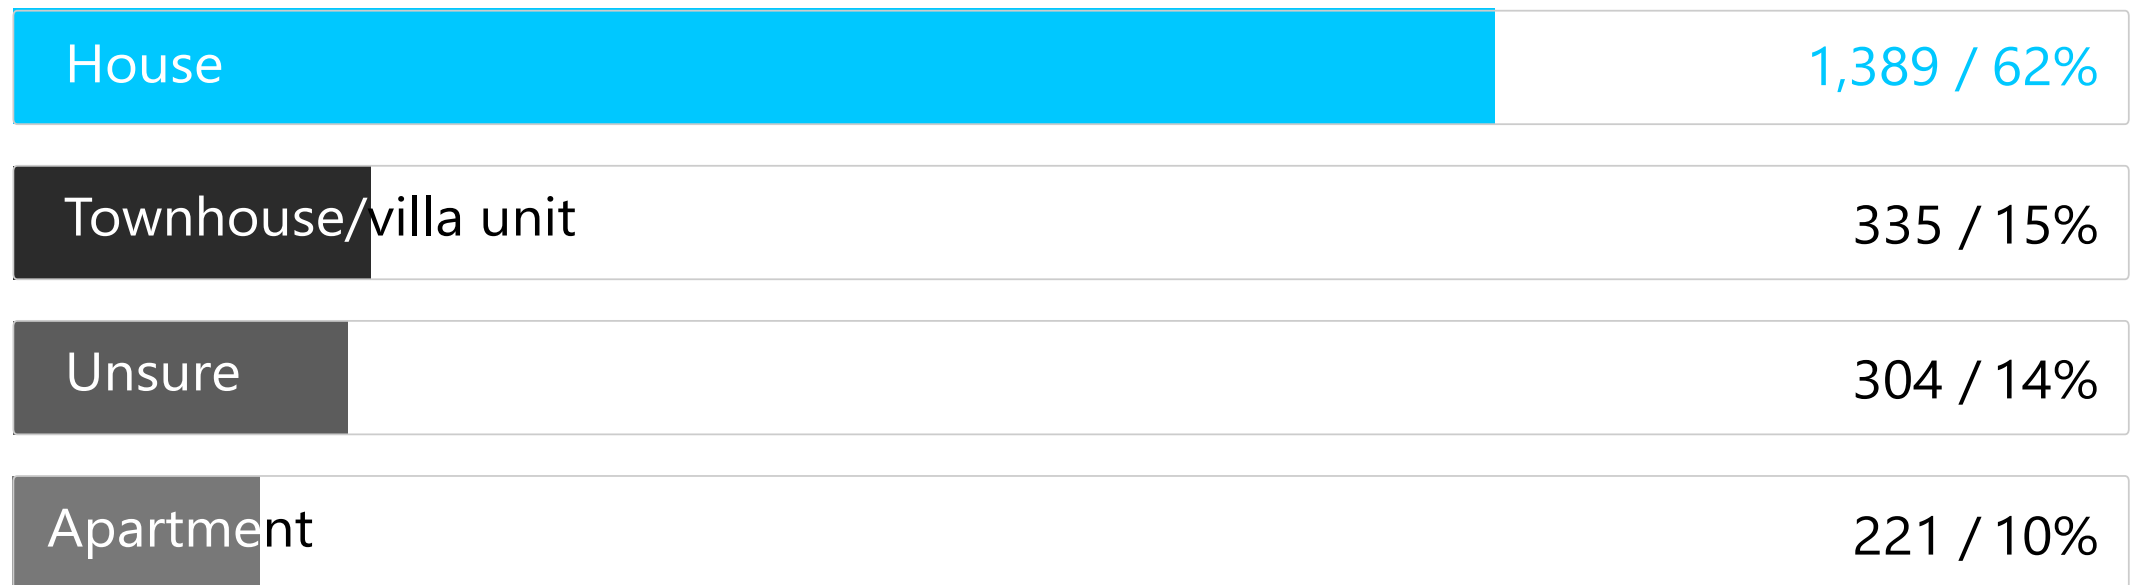 House 1,389 / 62%
Townhouse/villa unit 335 / 15%
Unsure 304 / 14%
Apartment 221 / 10%